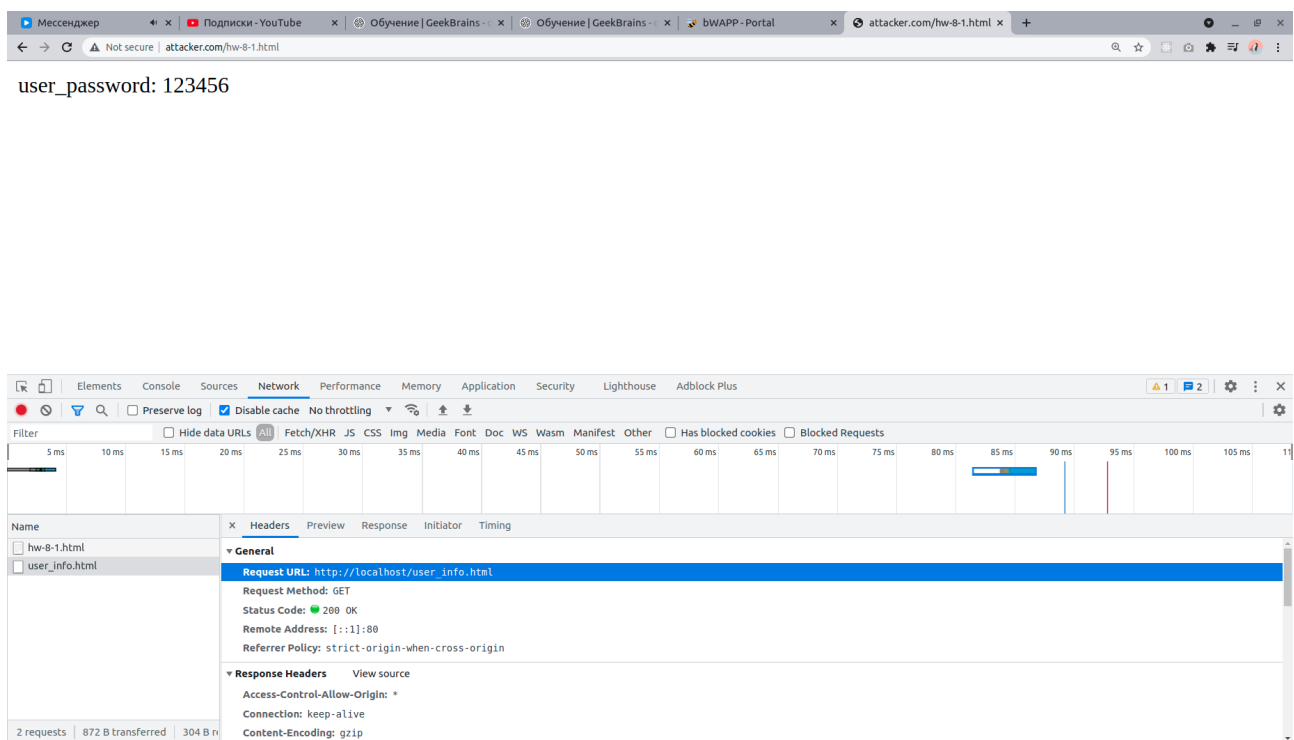 Мессенджер
Подписки - YouTube
Обучение | GeekBrains -
Обучение | GeekBrains -
bWAPP - Portal
attacker.com/hw-8-1.html
Not secure | attacker.com/hw-8-1.html
user_password: 123456
Elements Console Sources Network Performance Memory Application Security Lighthouse Adblock Plus 1 2
Preserve log Disable cache No throttling
Filter Hide data URLs All Fetch/XHR JS CSS Img Media Font Doc WS Wasm Manifest Other Has blocked cookies Blocked Requests
5 ms 10 ms 15 ms 20 ms 25 ms 30 ms 35 ms 40 ms 45 ms 50 ms 55 ms 60 ms 65 ms 70 ms 75 ms 80 ms 85 ms 90 ms 95 ms 100 ms 105 ms 11
Name
hw-8-1.html
user_info.html
Headers Preview Response Initiator Timing
General
Request URL: http://localhost/user_info.html
Request Method: GET
Status Code: 200 OK
Remote Address: [::1]:80
Referrer Policy: strict-origin-when-cross-origin
Response Headers View source
Access-Control-Allow-Origin: *
Connection: keep-alive
Content-Encoding: gzip
2 requests 872 B transferred 304 B